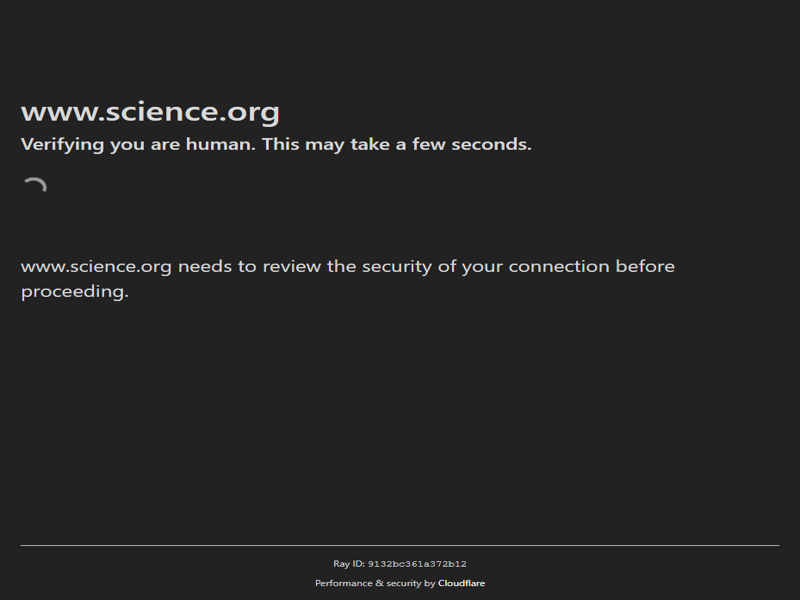 www.science.org
Verifying you are human. This may take a few seconds.
www.science.org needs to review the security of your connection before
proceeding.
Ray ID: 9132bc361a372b12
Performance & security by Cloudflare